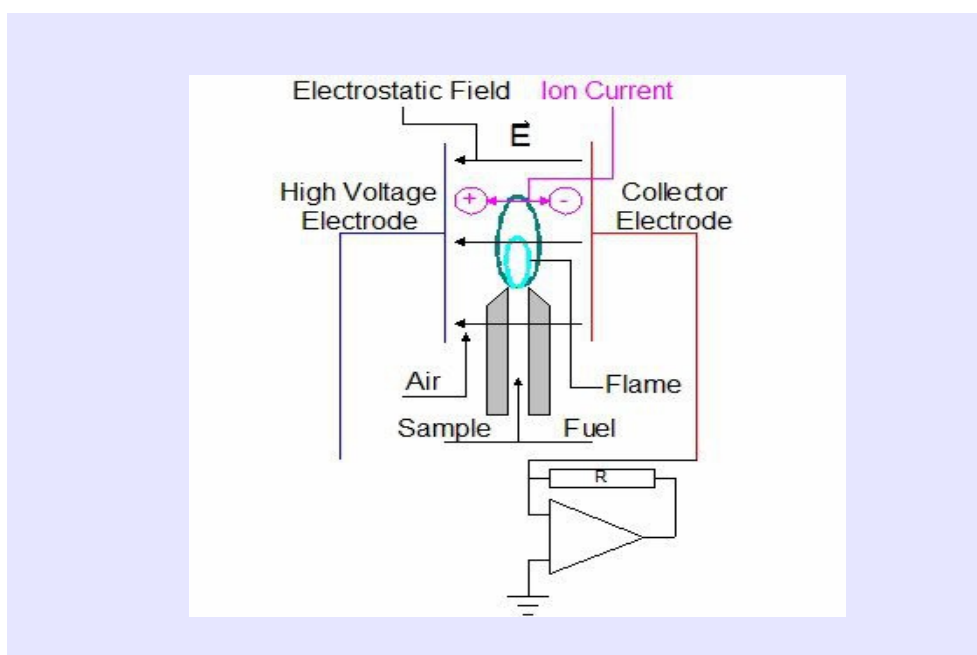 Electrostatic Field Ion Current
E
High Voltage
Electrode
+
-
Collector
Electrode
Air
Flame
Sample
Fuel
R